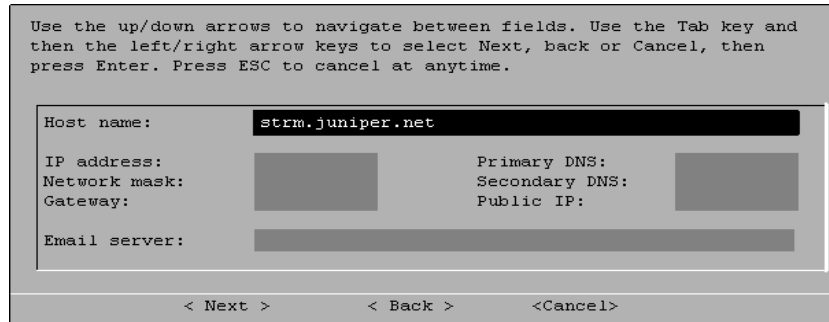 Use the up/down arrows to navigate between fields. Use the Tab key and
then the left/right arrow keys to select Next, back or Cancel, then
press Enter. Press ESC to cancel at anytime.
Host name: strm.juniper.net
IP address: Primary DNS:
Network mask: Secondary DNS:
Gateway: Public IP:
Email server:
< Next > < Back > <Cancel>